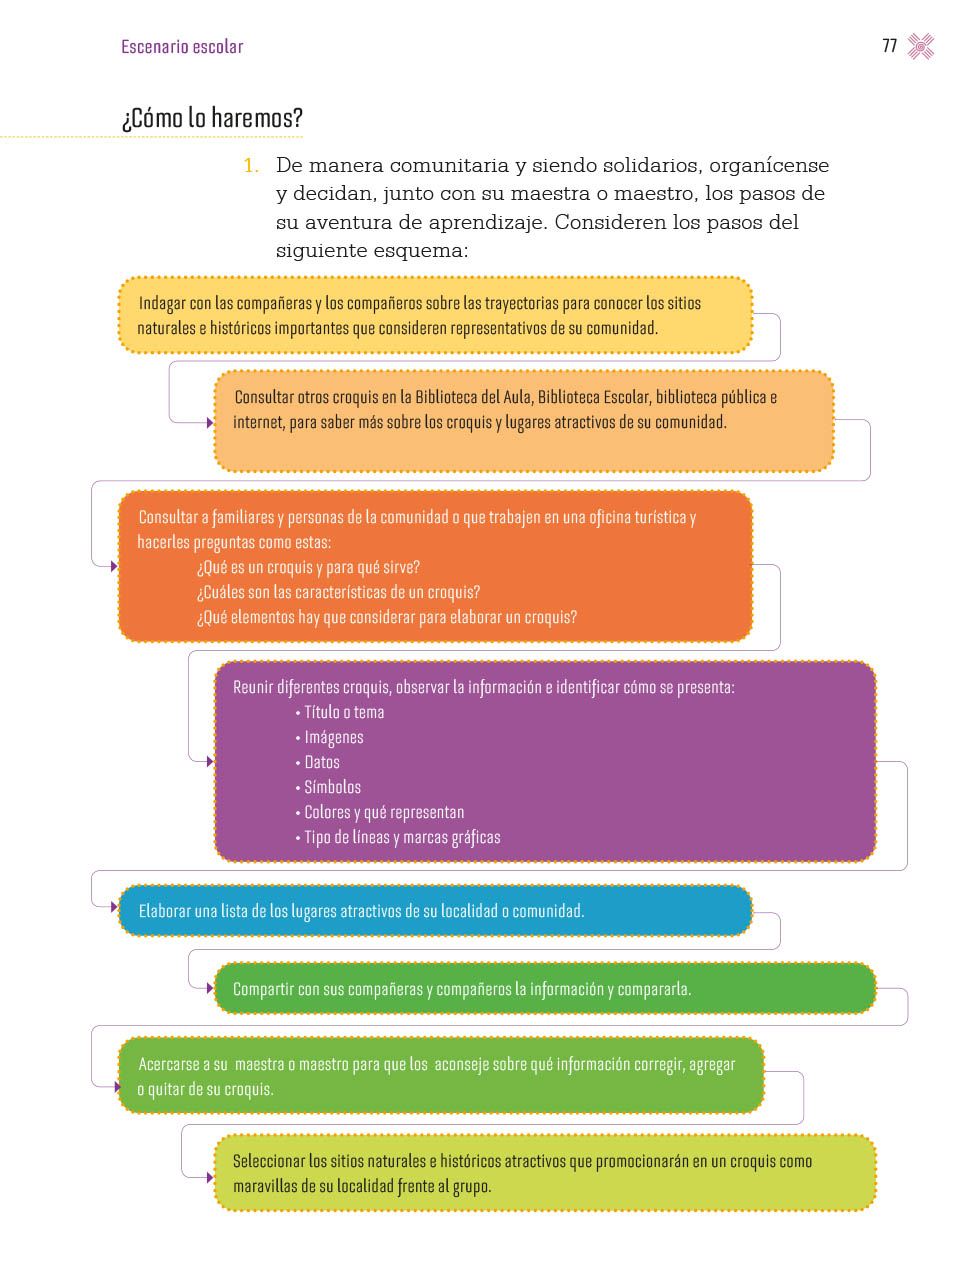 Escenario escolar
77
¿Cómo lo haremos?
1. De manera comunitaria y siendo solidarios, organícense
y decidan, junto con su maestra o maestro, los pasos de
su aventura de aprendizaje. Consideren los pasos del
siguiente esquema:
Indagar con las compañeras y los compañeros sobre las trayectorias para conocer los sitios
naturales e históricos importantes que consideren representativos de su comunidad.
Consultar otros croquis en la Biblioteca del Aula, Biblioteca Escolar, biblioteca pública e
internet, para saber más sobre los croquis y lugares atractivos de su comunidad.
Consultar a familiares y personas de la comunidad o que trabajen en una oficina turística y
hacerles preguntas como estas:
¿Qué es un croquis y para qué sirve?
¿Cuáles son las características de un croquis?
¿Qué elementos hay que considerar para elaborar un croquis?
Reunir diferentes croquis, observar la información e identificar cómo se presenta:
• Título o tema
• Imágenes
• Datos
• Símbolos
• Colores y qué representan
• Tipo de líneas y marcas gráficas
Elaborar una lista de los lugares atractivos de su localidad o comunidad.
Compartir con sus compañeras y compañeros la información y compararla.
Acercarse a su maestra o maestro para que los aconseje sobre qué información corregir, agregar
o quitar de su croquis.
Seleccionar los sitios naturales e históricos atractivos que promocionarán en un croquis como
maravillas de su localidad frente al grupo.